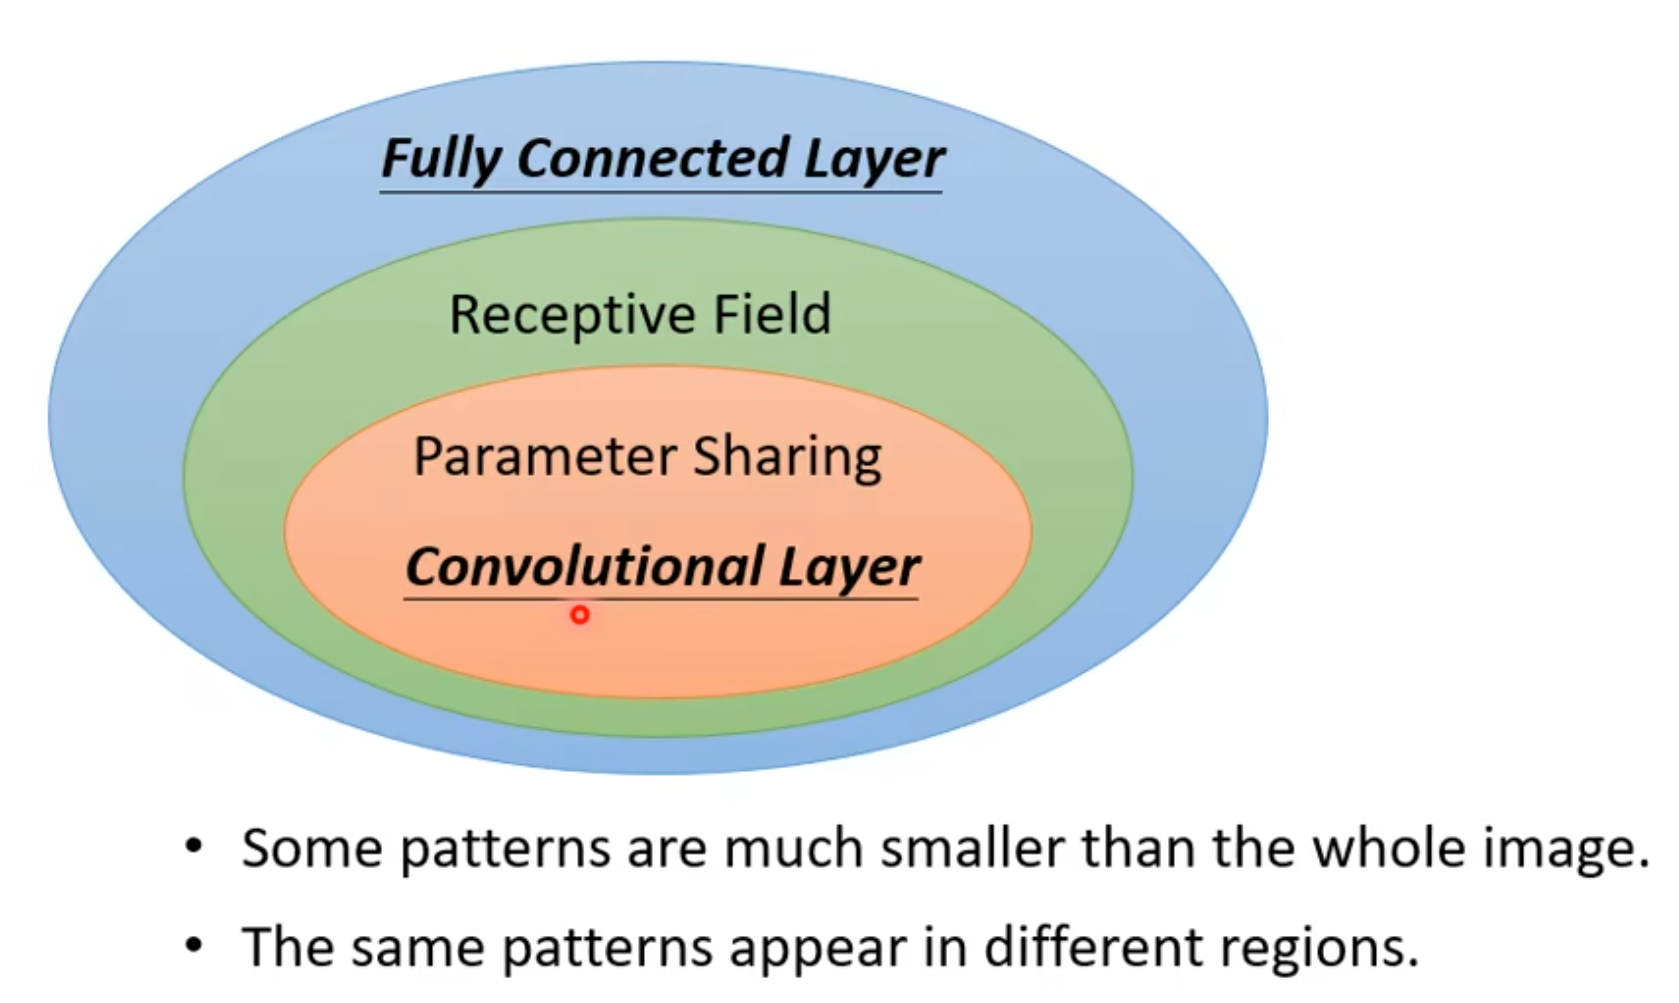 Fully Connected Layer
Receptive Field
Parameter Sharing
Convolutional Layer
• Some patterns are much smaller than the whole image.
• The same patterns appear in different regions.